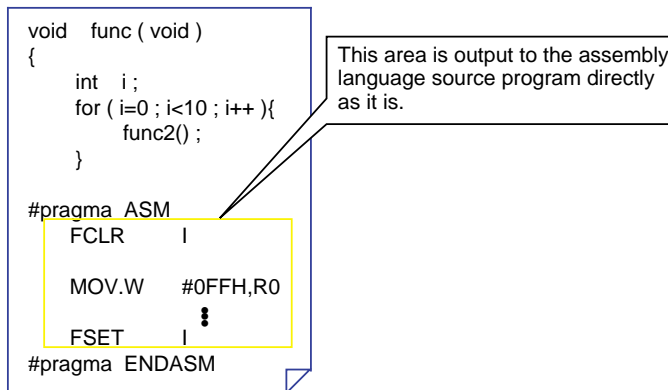 void func ( void )
{
int i ;
for ( i=0 ; i<10 ; i++ ){
func2() ;
}
#pragma ASM
FCLR I
MOV.W #0FFH,R0
FSET I
#pragma ENDASM
This area is output to the assembly
language source program directly
as it is.